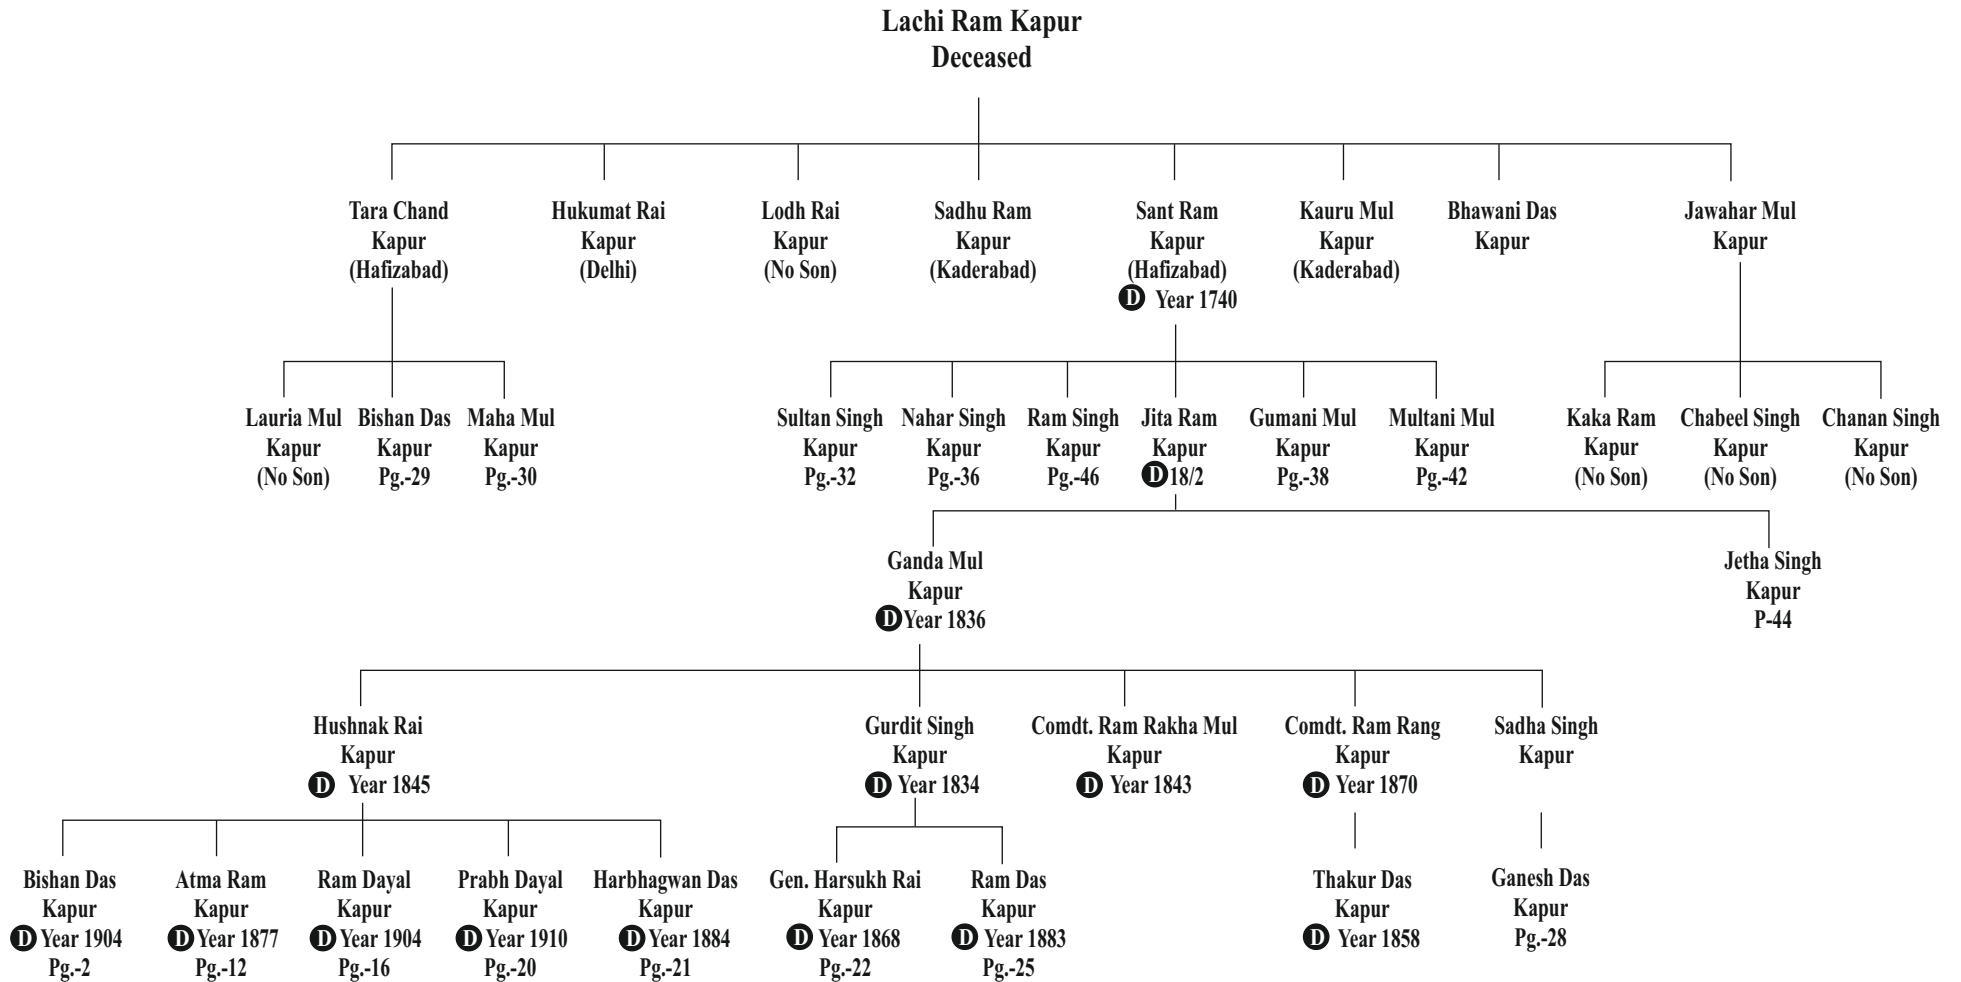 Lachi Ram Kapur
Deceased
Tara Chand
Kapur
(Hafizabad)
Hukumat Rai
Kapur
(Delhi)
Lodh Rai
Kapur
(No Son)
Sadhu Ram
Kapur
(Kaderabad)
Sant Ram
Kapur
(Hafizabad)
D Year 1740
Kauru Mul
Kapur
(Kaderabad)
Bhawani Das
Kapur
Jawahar Mul
Kapur
Lauria Mul
Kapur
(No Son)
Bishan Das
Kapur
Pg.-29
Maha Mul
Kapur
Pg.-30
Sultan Singh
Kapur
Pg.-32
Nahar Singh
Kapur
Pg.-36
Ram Singh
Kapur
Pg.-46
Jita Ram
Kapur
D 18/2
Gumani Mul
Kapur
Pg.-38
Multani Mul
Kapur
Pg.-42
Kaka Ram
Kapur
(No Son)
Chabeel Singh
Kapur
(No Son)
Chanan Singh
Kapur
(No Son)
Ganda Mul
Kapur
D Year 1836
Jetha Singh
Kapur
P-44
Hushnak Rai
Kapur
D Year 1845
Gurdit Singh
Kapur
D Year 1834
Comdt. Ram Rakha Mul
Kapur
D Year 1843
Comdt. Ram Rang
Kapur
D Year 1870
Sadha Singh
Kapur
Bishan Das
Kapur
D Year 1904
Pg.-2
Atma Ram
Kapur
D Year 1877
Pg.-12
Ram Dayal
Kapur
D Year 1904
Pg.-16
Prabh Dayal
Kapur
D Year 1910
Pg.-20
Harbhagwan Das
Kapur
D Year 1884
Pg.-21
Gen. Harsukh Rai
Kapur
D Year 1868
Pg.-22
Ram Das
Kapur
D Year 1883
Pg.-25
Thakur Das
Kapur
D Year 1858
Ganesh Das
Kapur
Pg.-28